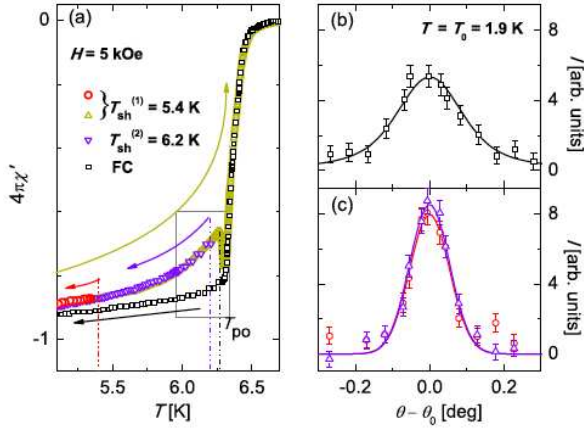 (a)
H = 5 kOe
T_sh^(1) = 5.4 K
T_sh^(2) = 6.2 K
FC
T_po
0
-1
4πχ′
5.5 6.0 6.5
T [K]
(b)
T = T_0 = 1.9 K
8
4
0
I [arb. units]
(c)
8
4
0
I [arb. units]
-0.2 0.0 0.2
θ − θ_0 [deg]